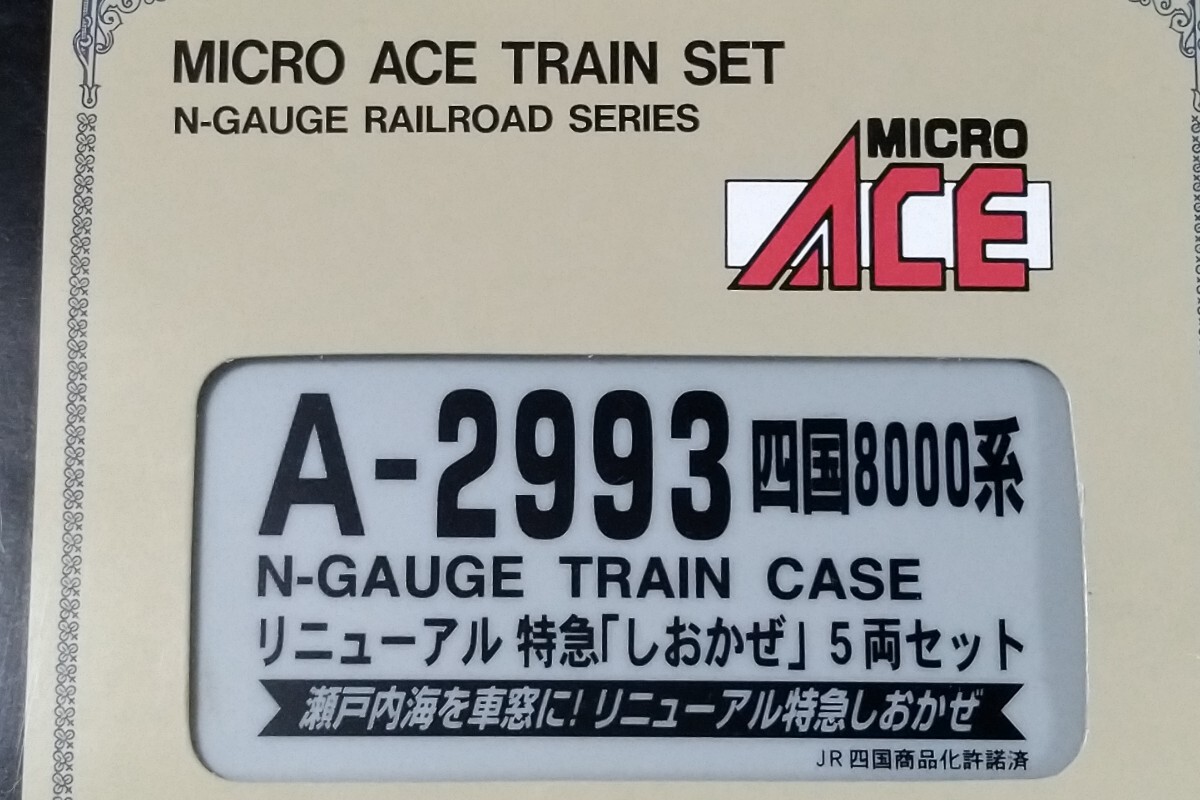 MICRO ACE TRAIN SET
N-GAUGE RAILROAD SERIES
MICRO
ACE
A-2993 四国8000系
N-GAUGE TRAIN CASE
リニューアル 特急「しおかぜ」5両セット
瀬戸内海を車窓に!リニューアル特急しおかぜ
JR四国商品化許諾済